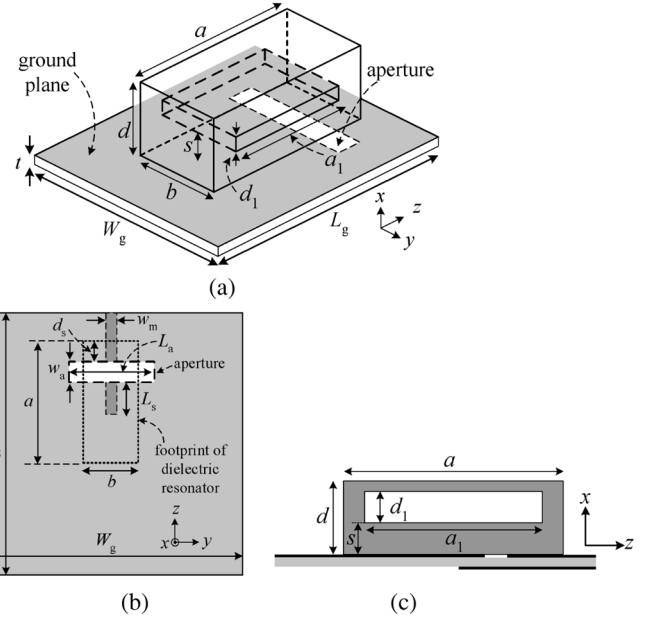 a
ground
plane
aperture
d
s
t
a1
b
d1
Wg
Lg
x
z
y
(a)
ds
wm
La
wa
aperture
a
Ls
footprint of
dielectric
resonator
b
z
Wg
x
y
(b)
a
d
d1
s
a1
x
z
(c)